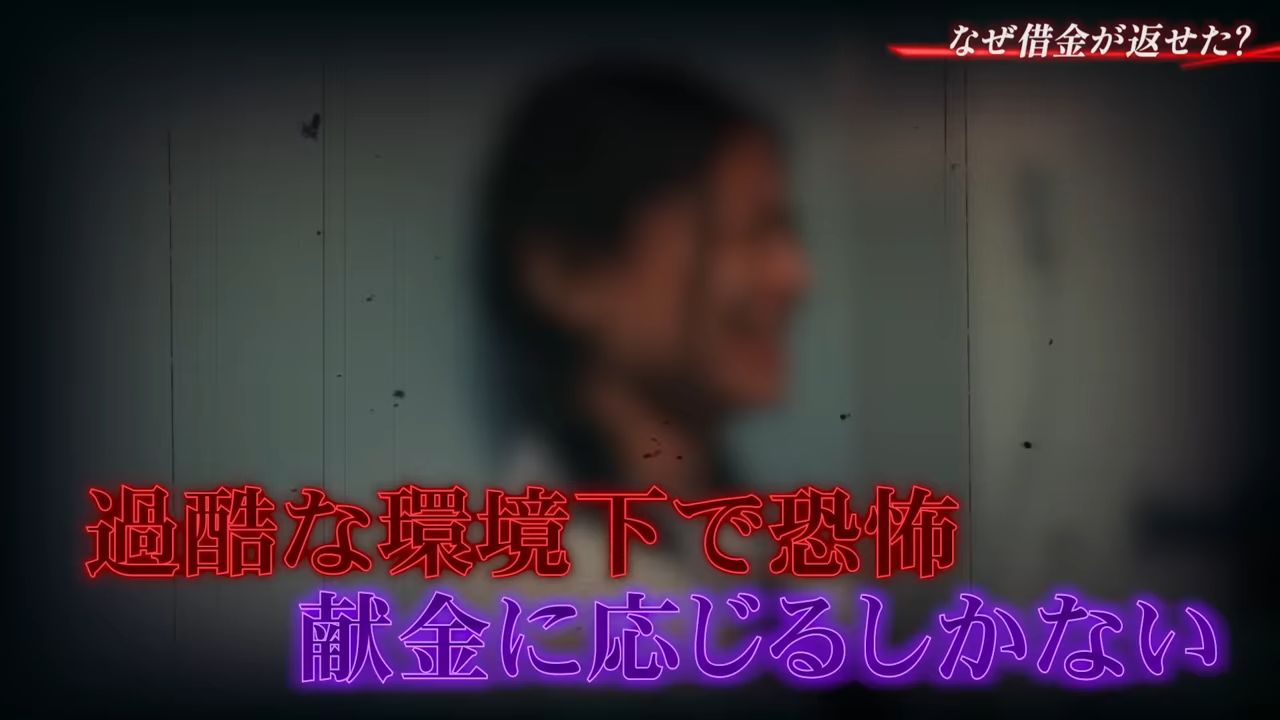 なぜ借金が返せた?
過酷な環境下で恐怖
献金に応じるしかない